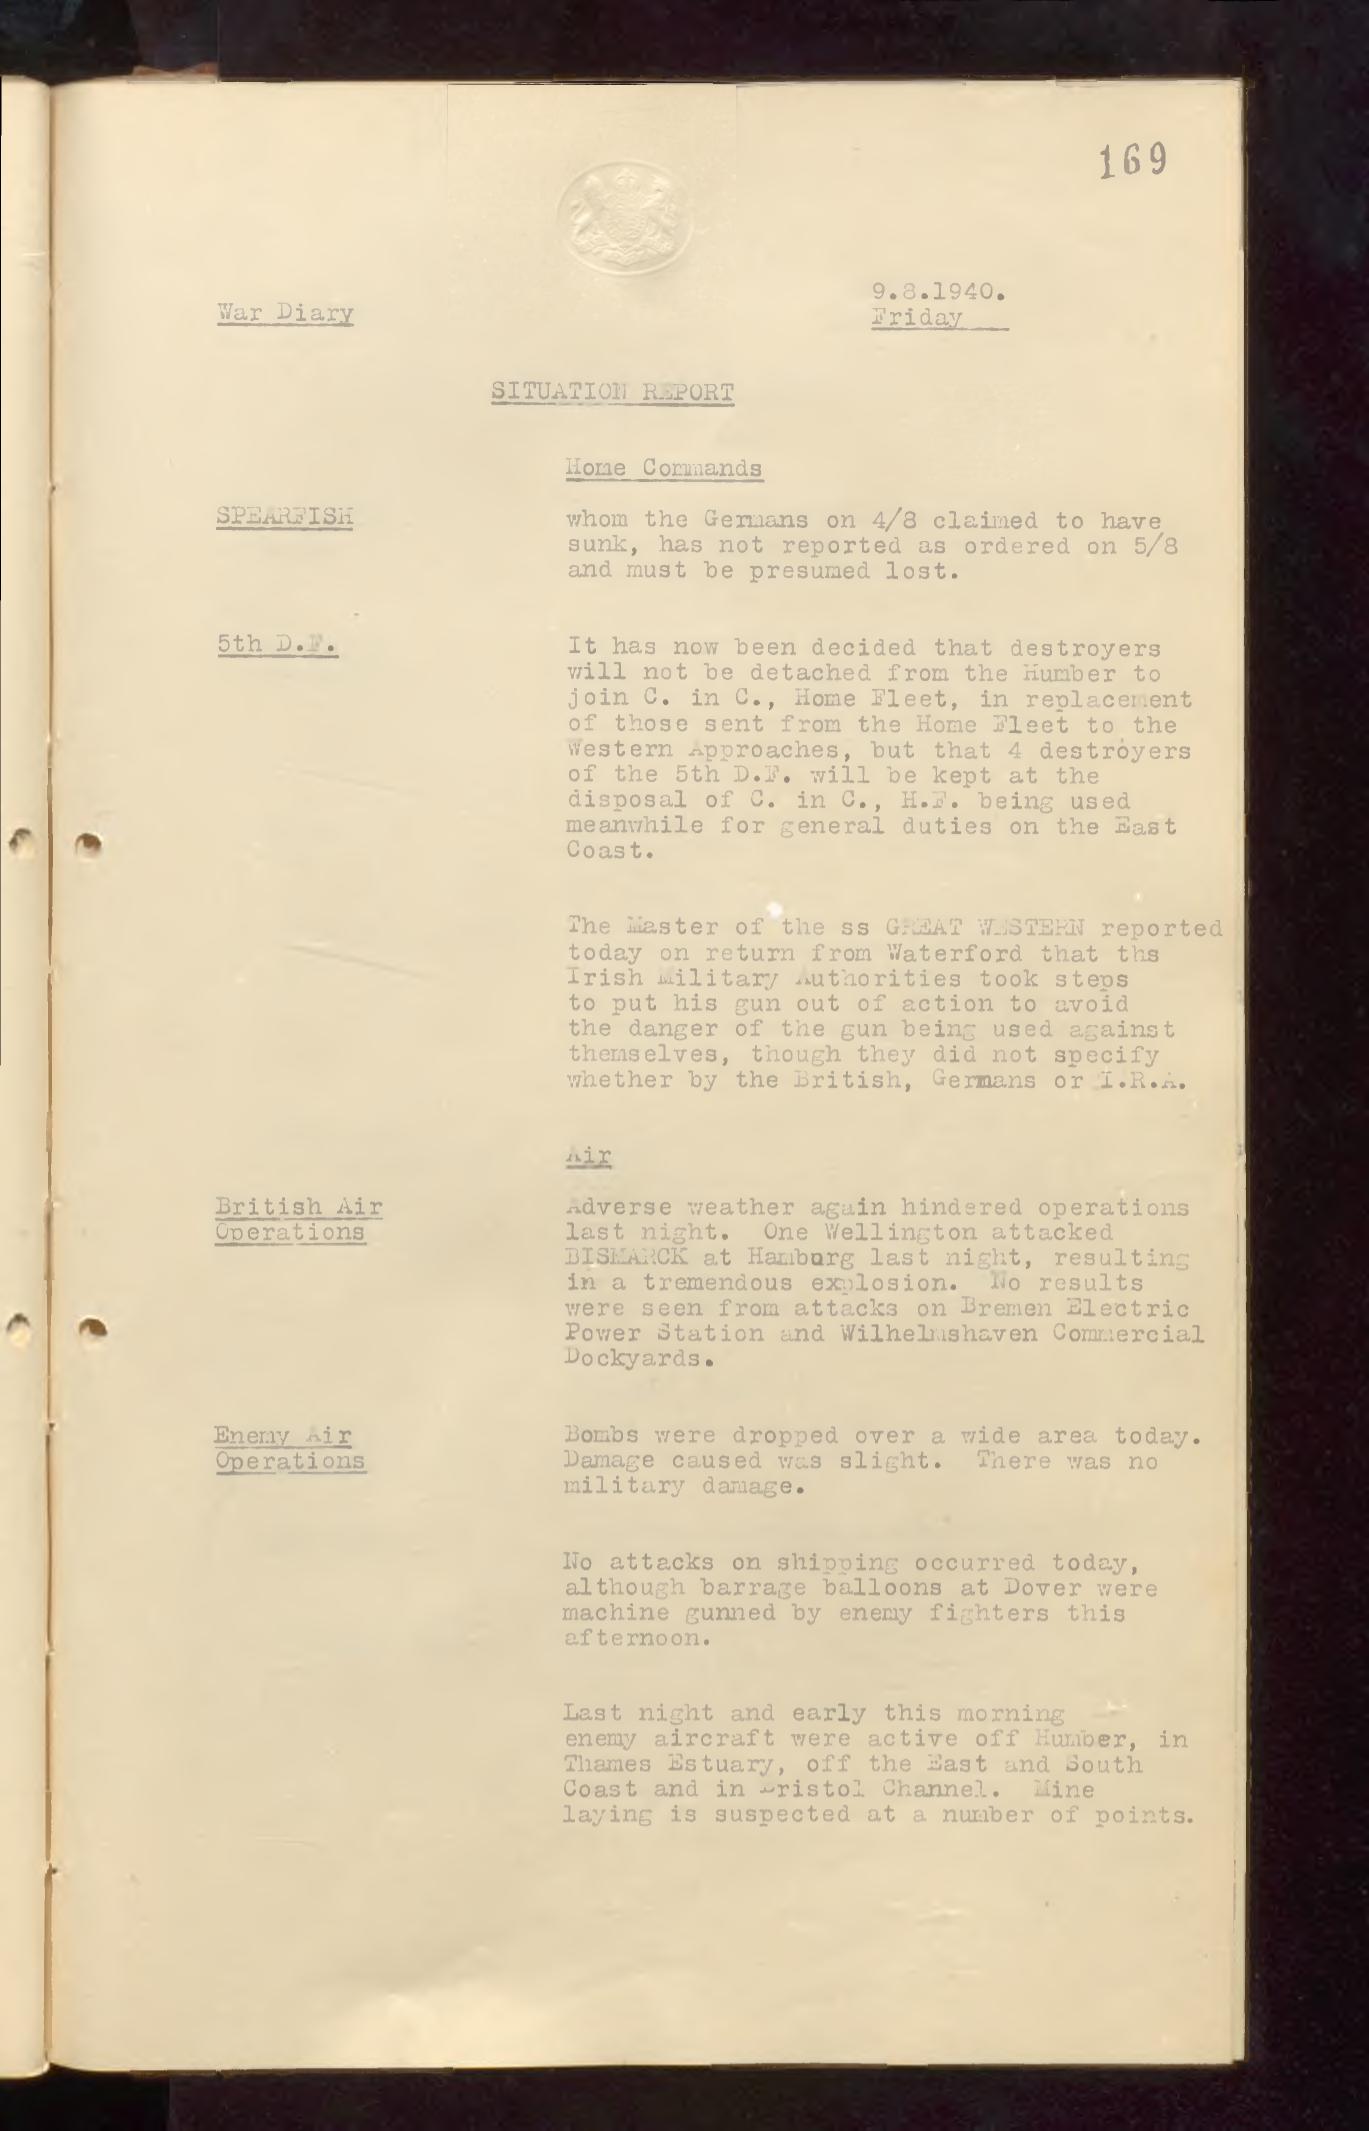 169
War Diary
9.8.1940.
Friday
SITUATION REPORT
Home Commands
SPEARFISH
whom the Germans on 4/8 claimed to have
sunk, has not reported as ordered on 5/8
and must be presumed lost.
5th D.F.
It has now been decided that destroyers
will not be detached from the Humber to
join C. in C., Home Fleet, in replacement
of those sent from the Home Fleet to the
Western Approaches, but that 4 destroyers
of the 5th D.F. will be kept at the
disposal of C. in C., H.F. being used
meanwhile for general duties on the East
Coast.
The Master of the ss GREAT WESTERN reported
today on return from Waterford that ths
Irish Military Authorities took steps
to put his gun out of action to avoid
the danger of the gun being used against
themselves, though they did not specify
whether by the British, Germans or I.R.A.
Air
British Air
Operations
Adverse weather again hindered operations
last night. One Wellington attacked
BISMARCK at Hamburg last night, resulting
in a tremendous explosion. No results
were seen from attacks on Bremen Electric
Power Station and Wilhelmshaven Commercial
Dockyards.
Enemy Air
Operations
Bombs were dropped over a wide area today.
Damage caused was slight. There was no
military damage.
No attacks on shipping occurred today,
although barrage balloons at Dover were
machine gunned by enemy fighters this
afternoon.
Last night and early this morning
enemy aircraft were active off Humber, in
Thames Estuary, off the East and South
Coast and in Bristol Channel. Mine
laying is suspected at a number of points.